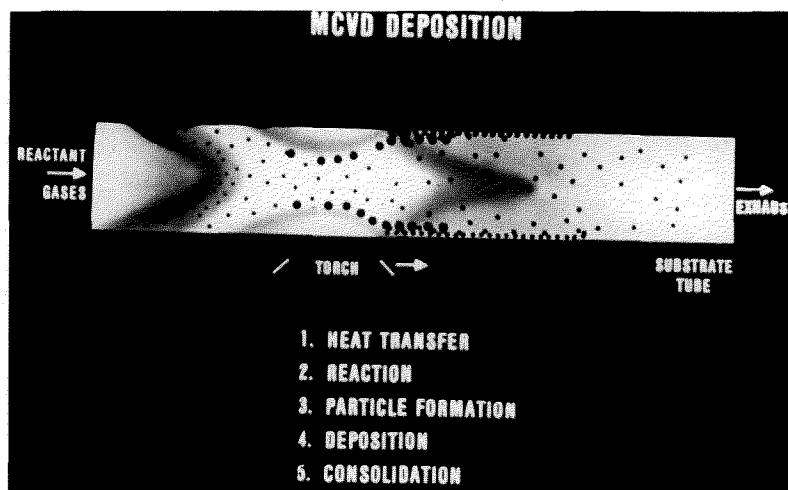 MCVD DEPOSITION
REACTANT
GASES
EXHAUS
TORCH
SUBSTRATE
TUBE
1. HEAT TRANSFER
2. REACTION
3. PARTICLE FORMATION
4. DEPOSITION
5. CONSOLIDATION